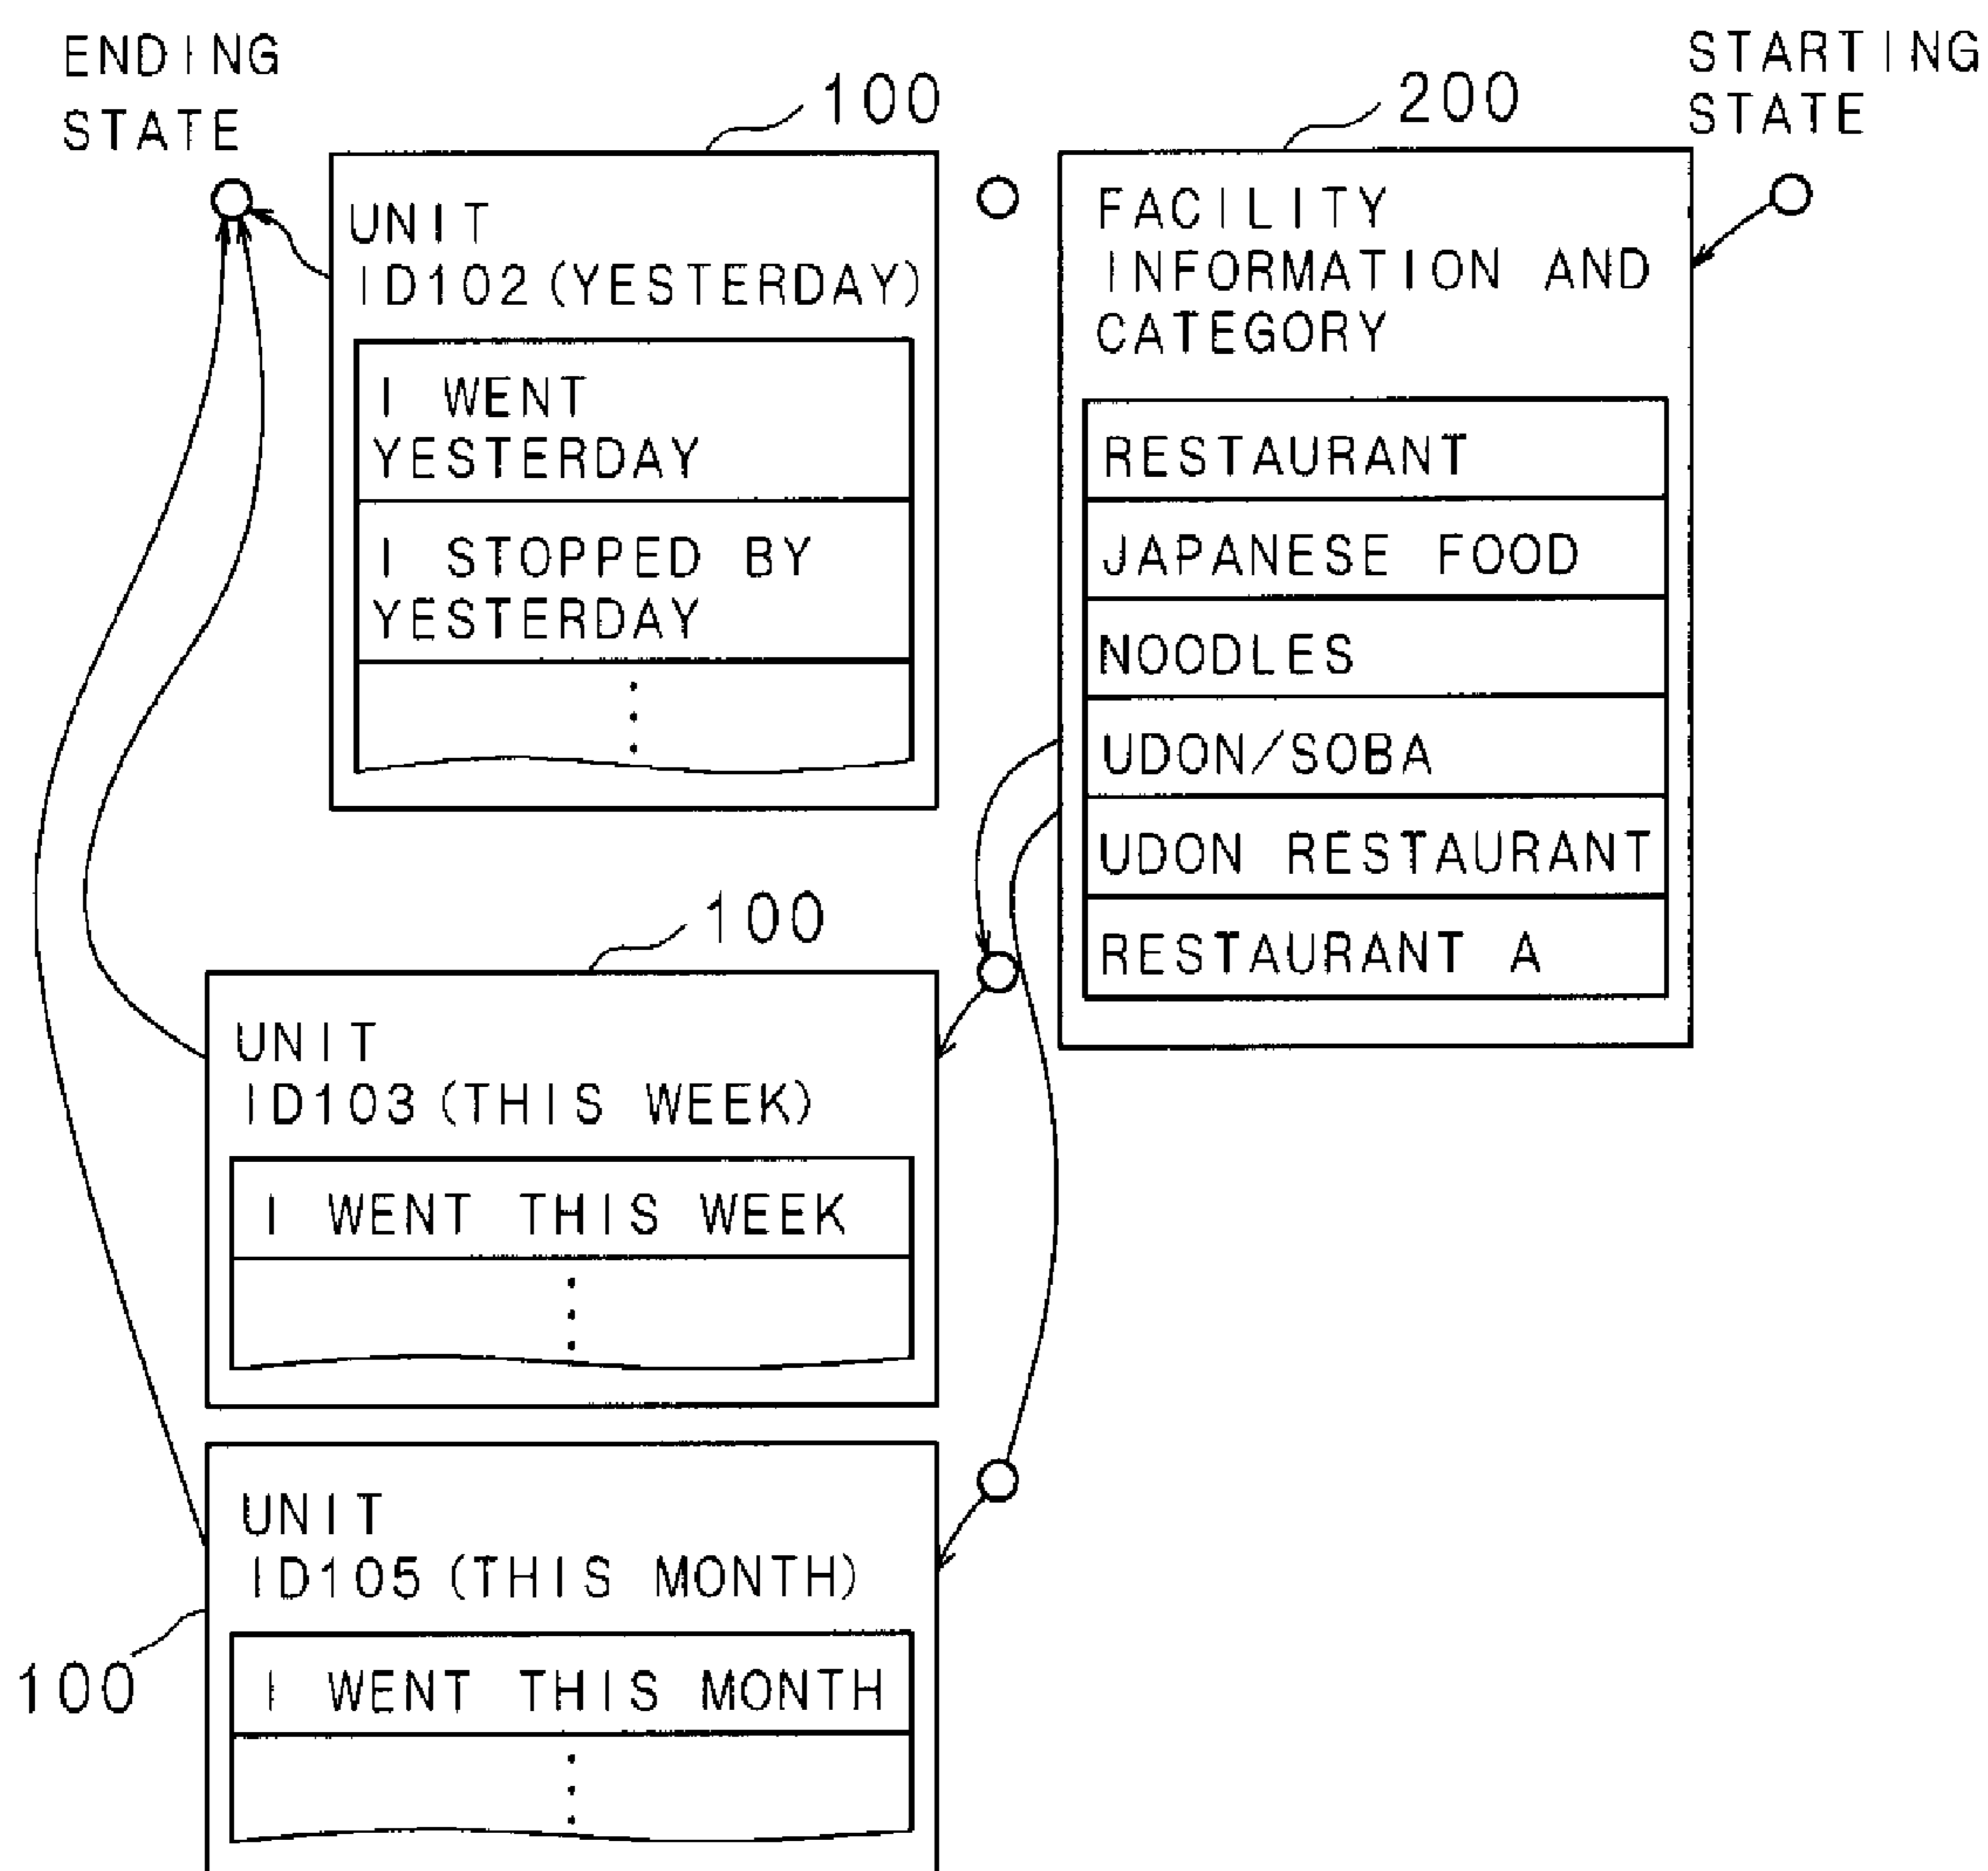 ENDING
STATE
100
UNIT
ID102(YESTERDAY)
I WENT
YESTERDAY
I STOPPED BY
YESTERDAY
200
STARTING
STATE
FACILITY
INFORMATION AND
CATEGORY
RESTAURANT
JAPANESE FOOD
NOODLES
UDON/SOBA
UDON RESTAURANT
RESTAURANT A
100
UNIT
ID103(THIS WEEK)
I WENT THIS WEEK
UNIT
ID105(THIS MONTH)
100
I WENT THIS MONTH